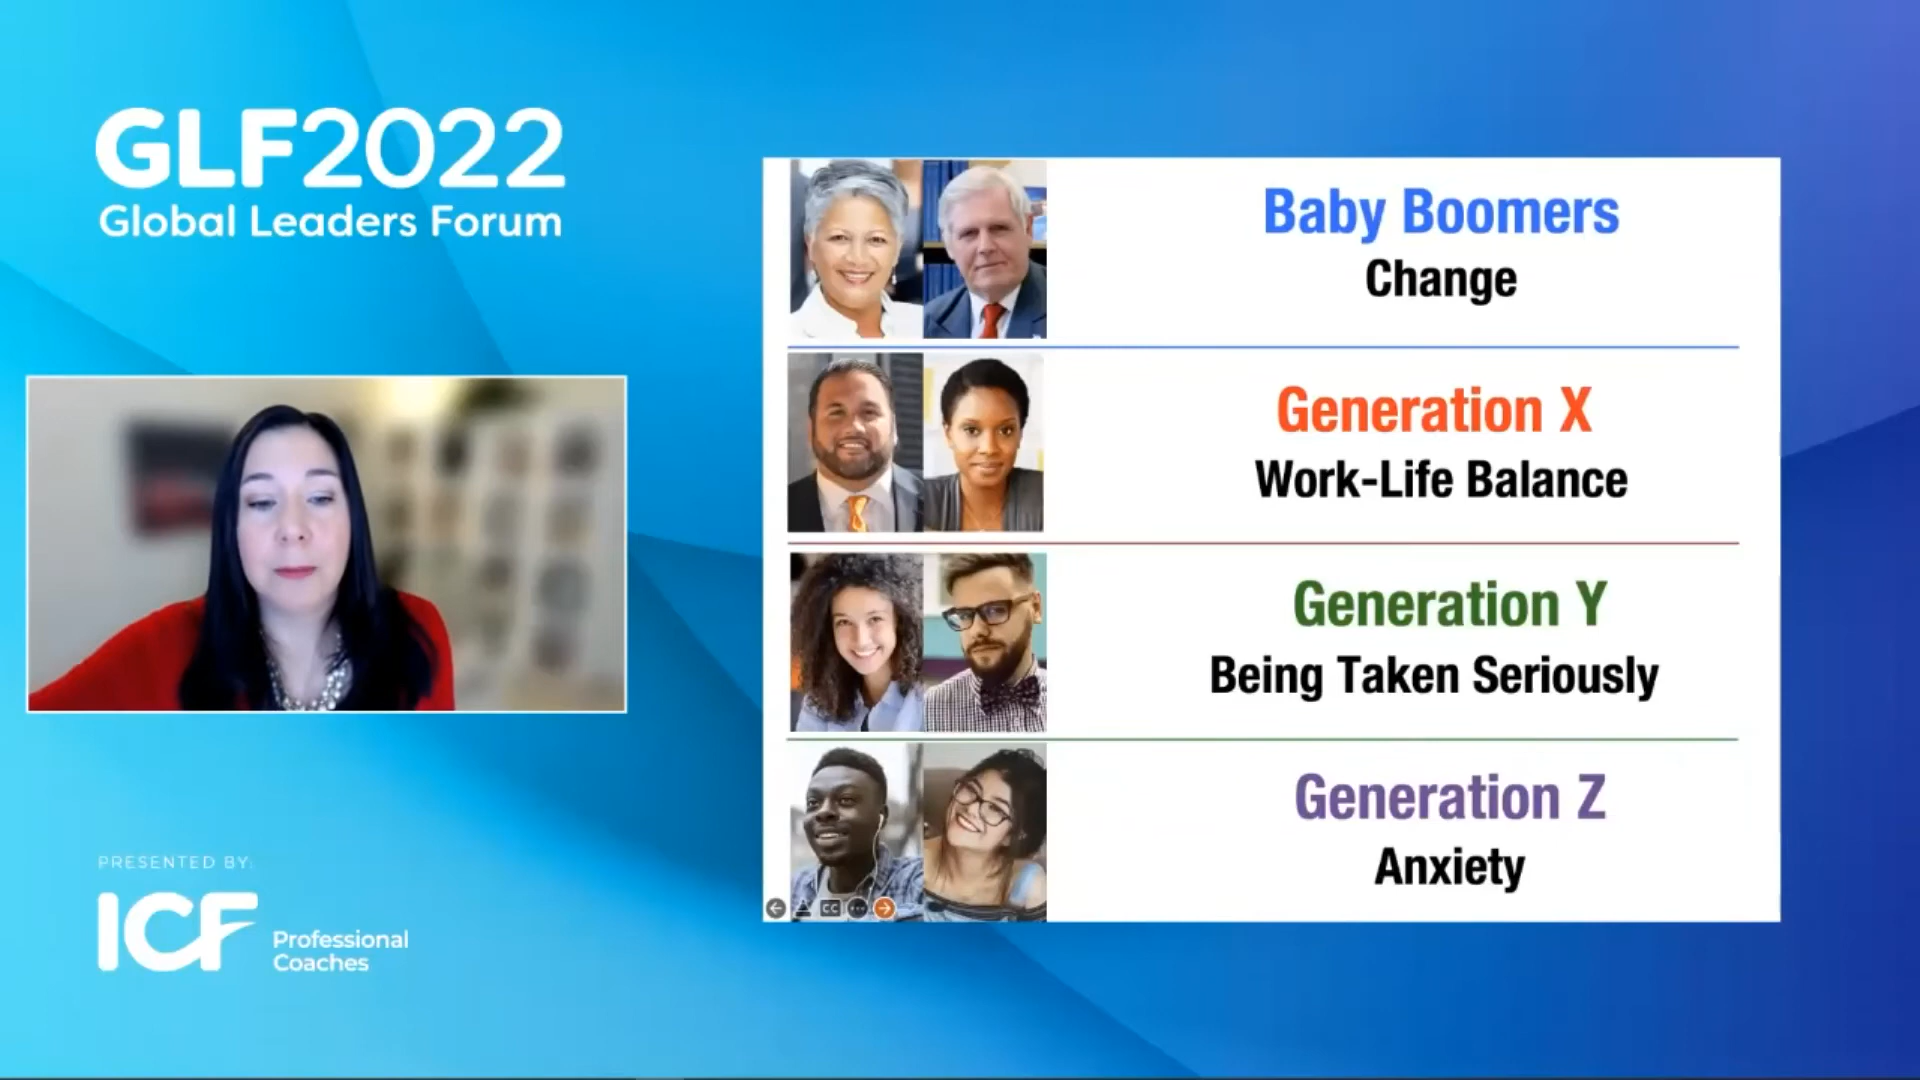 GLF2022
Global Leaders Forum
PRESENTED BY:
ICF
Professional
Coaches
Baby Boomers
Change
Generation X
Work-Life Balance
Generation Y
Being Taken Seriously
Generation Z
Anxiety
CC